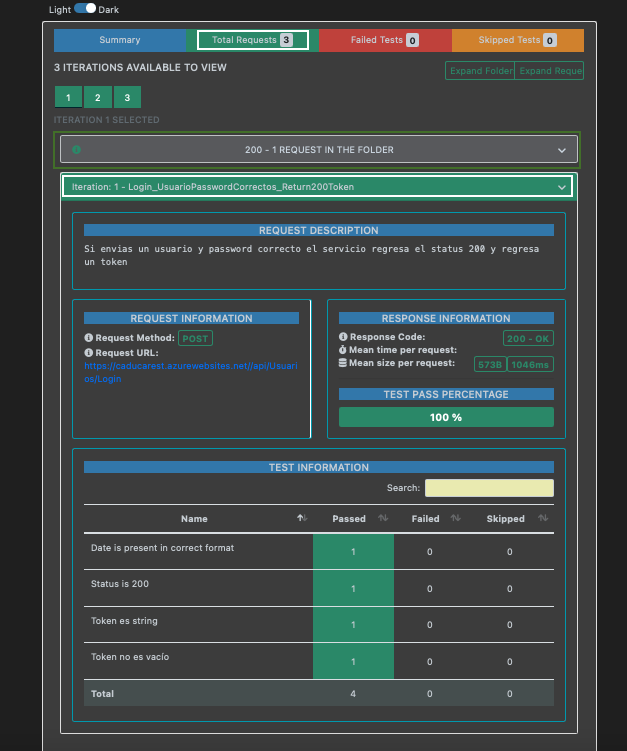 Light Dark
Summary Total Requests 3 Failed Tests 0 Skipped Tests 0
3 ITERATIONS AVAILABLE TO VIEW
Expand Folder Expand Reque
1 2 3
ITERATION 1 SELECTED
200 - 1 REQUEST IN THE FOLDER
Iteration: 1 - Login_UsuarioPasswordCorrectos_Return200Token
REQUEST DESCRIPTION
Si envias un usuario y password correcto el servicio regresa el status 200 y regresa
un token
REQUEST INFORMATION
Request Method: POST
Request URL:
https://caducarest.azurewebsites.net//api/Usuari
os/Login
RESPONSE INFORMATION
Response Code: 200 - OK
Mean time per request:
Mean size per request: 573B 1046ms
TEST PASS PERCENTAGE
100 %
TEST INFORMATION
Search:
Name Passed Failed Skipped
Date is present in correct format 1 0 0
Status is 200 1 0 0
Token es string 1 0 0
Token no es vacío 1 0 0
Total 4 0 0